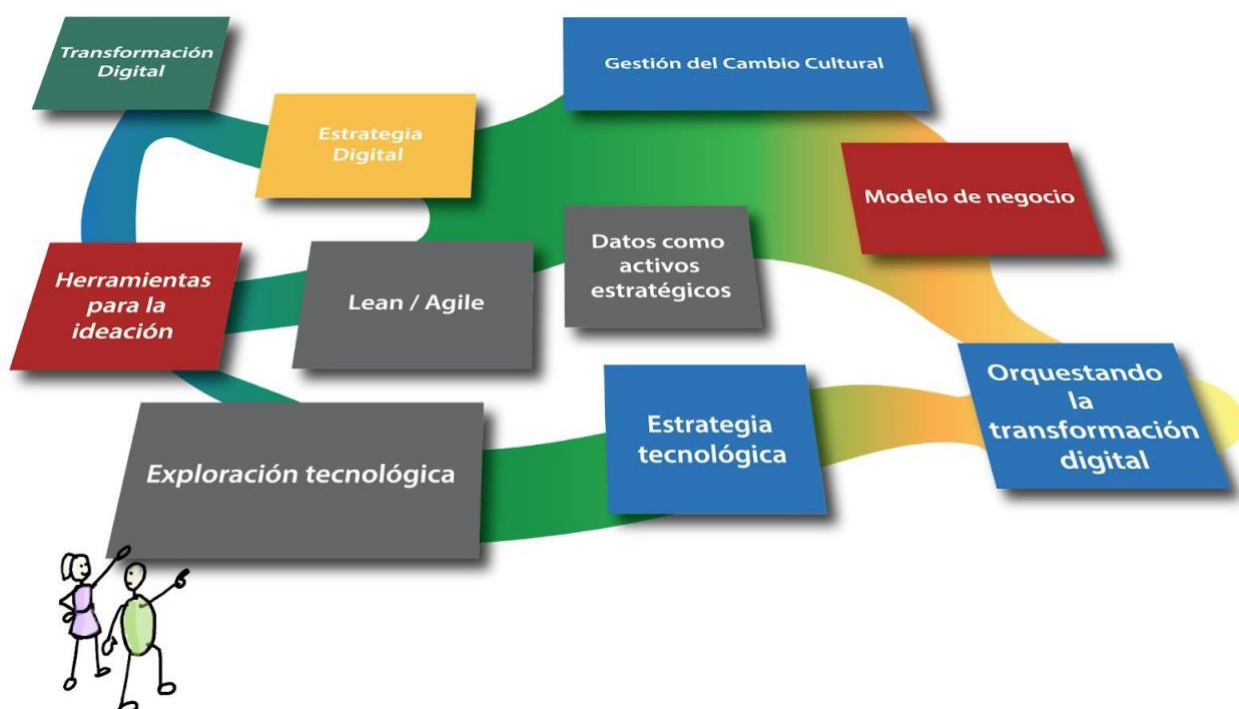 Transformación
Digital
Estrategia
Digital
Gestión del Cambio Cultural
Modelo de negocio
Herramientas
para la
ideación
Lean / Agile
Datos como
activos
estratégicos
Exploración tecnológica
Estrategia
tecnológica
Orquestando
la
transformación
digital